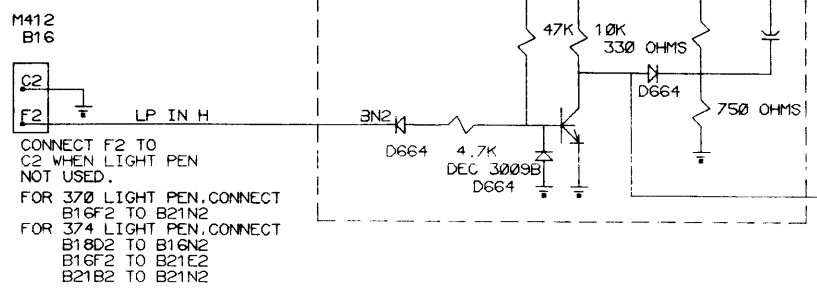 M412
B16
47K
10K
330 OHMS
C2
D664
750 OHMS
F2
LP IN H
BN2
D664
4.7K
DEC 3009B
D664
CONNECT F2 TO
C2 WHEN LIGHT PEN
NOT USED.
FOR 370 LIGHT PEN,CONNECT
B16F2 TO B21N2
FOR 374 LIGHT PEN,CONNECT
B18D2 TO B16N2
B16F2 TO B21E2
B21B2 TO B21N2